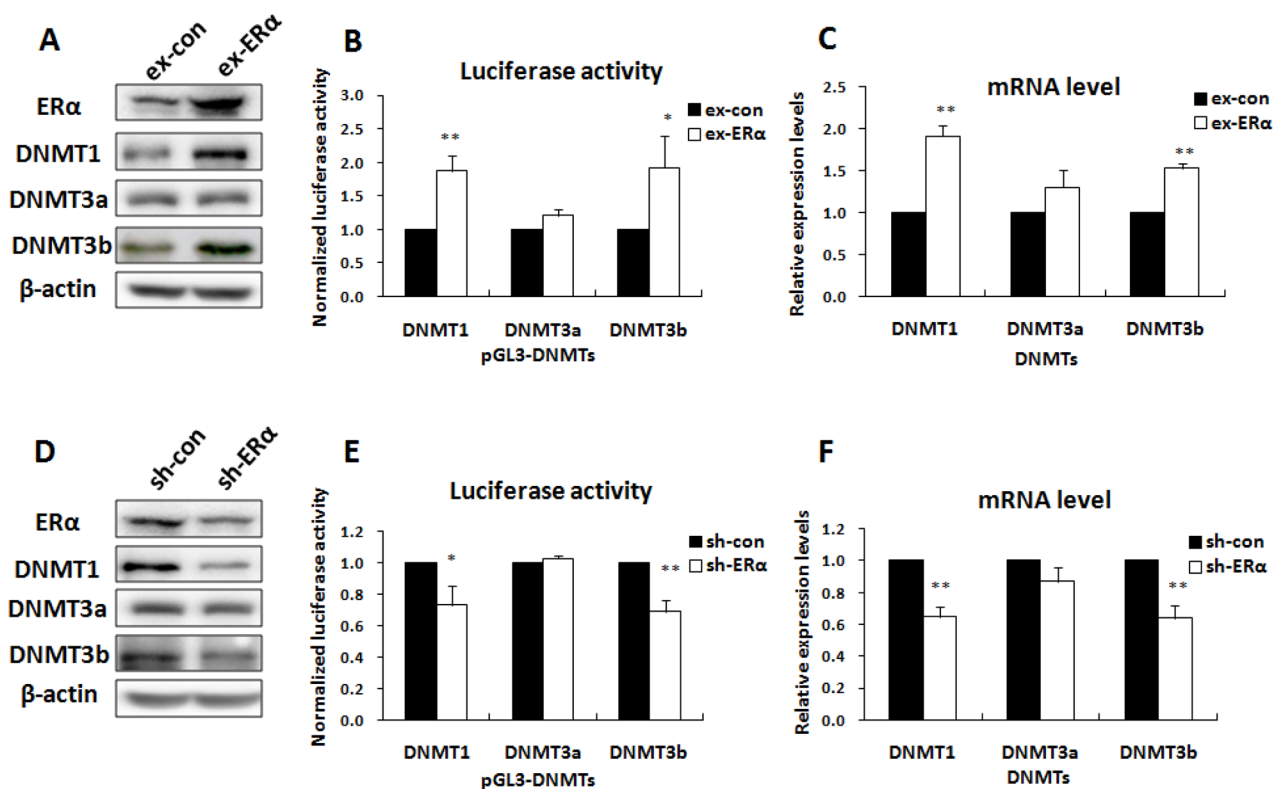 A
ex-con
ex-ERα
ERα
DNMT1
DNMT3a
DNMT3b
β-actin
B
Luciferase activity
Normalized luciferase activity
3.0
2.5
2.0
1.5
1.0
0.5
0.0
**
*
ex-con
ex-ERα
DNMT1 DNMT3a DNMT3b
pGL3-DNMTs
C
mRNA level
Relative expression levels
2.5
2.0
1.5
1.0
0.5
0.0
**
**
ex-con
ex-ERα
DNMT1 DNMT3a DNMT3b
DNMTs
D
sh-con
sh-ERα
ERα
DNMT1
DNMT3a
DNMT3b
β-actin
E
Luciferase activity
Normalized luciferase activity
1.2
1.0
0.8
0.6
0.4
0.2
0.0
*
**
sh-con
sh-ERα
DNMT1 DNMT3a DNMT3b
pGL3-DNMTs
F
mRNA level
Relative expression levels
1.2
1.0
0.8
0.6
0.4
0.2
0.0
**
**
sh-con
sh-ERα
DNMT1 DNMT3a DNMT3b
DNMTs